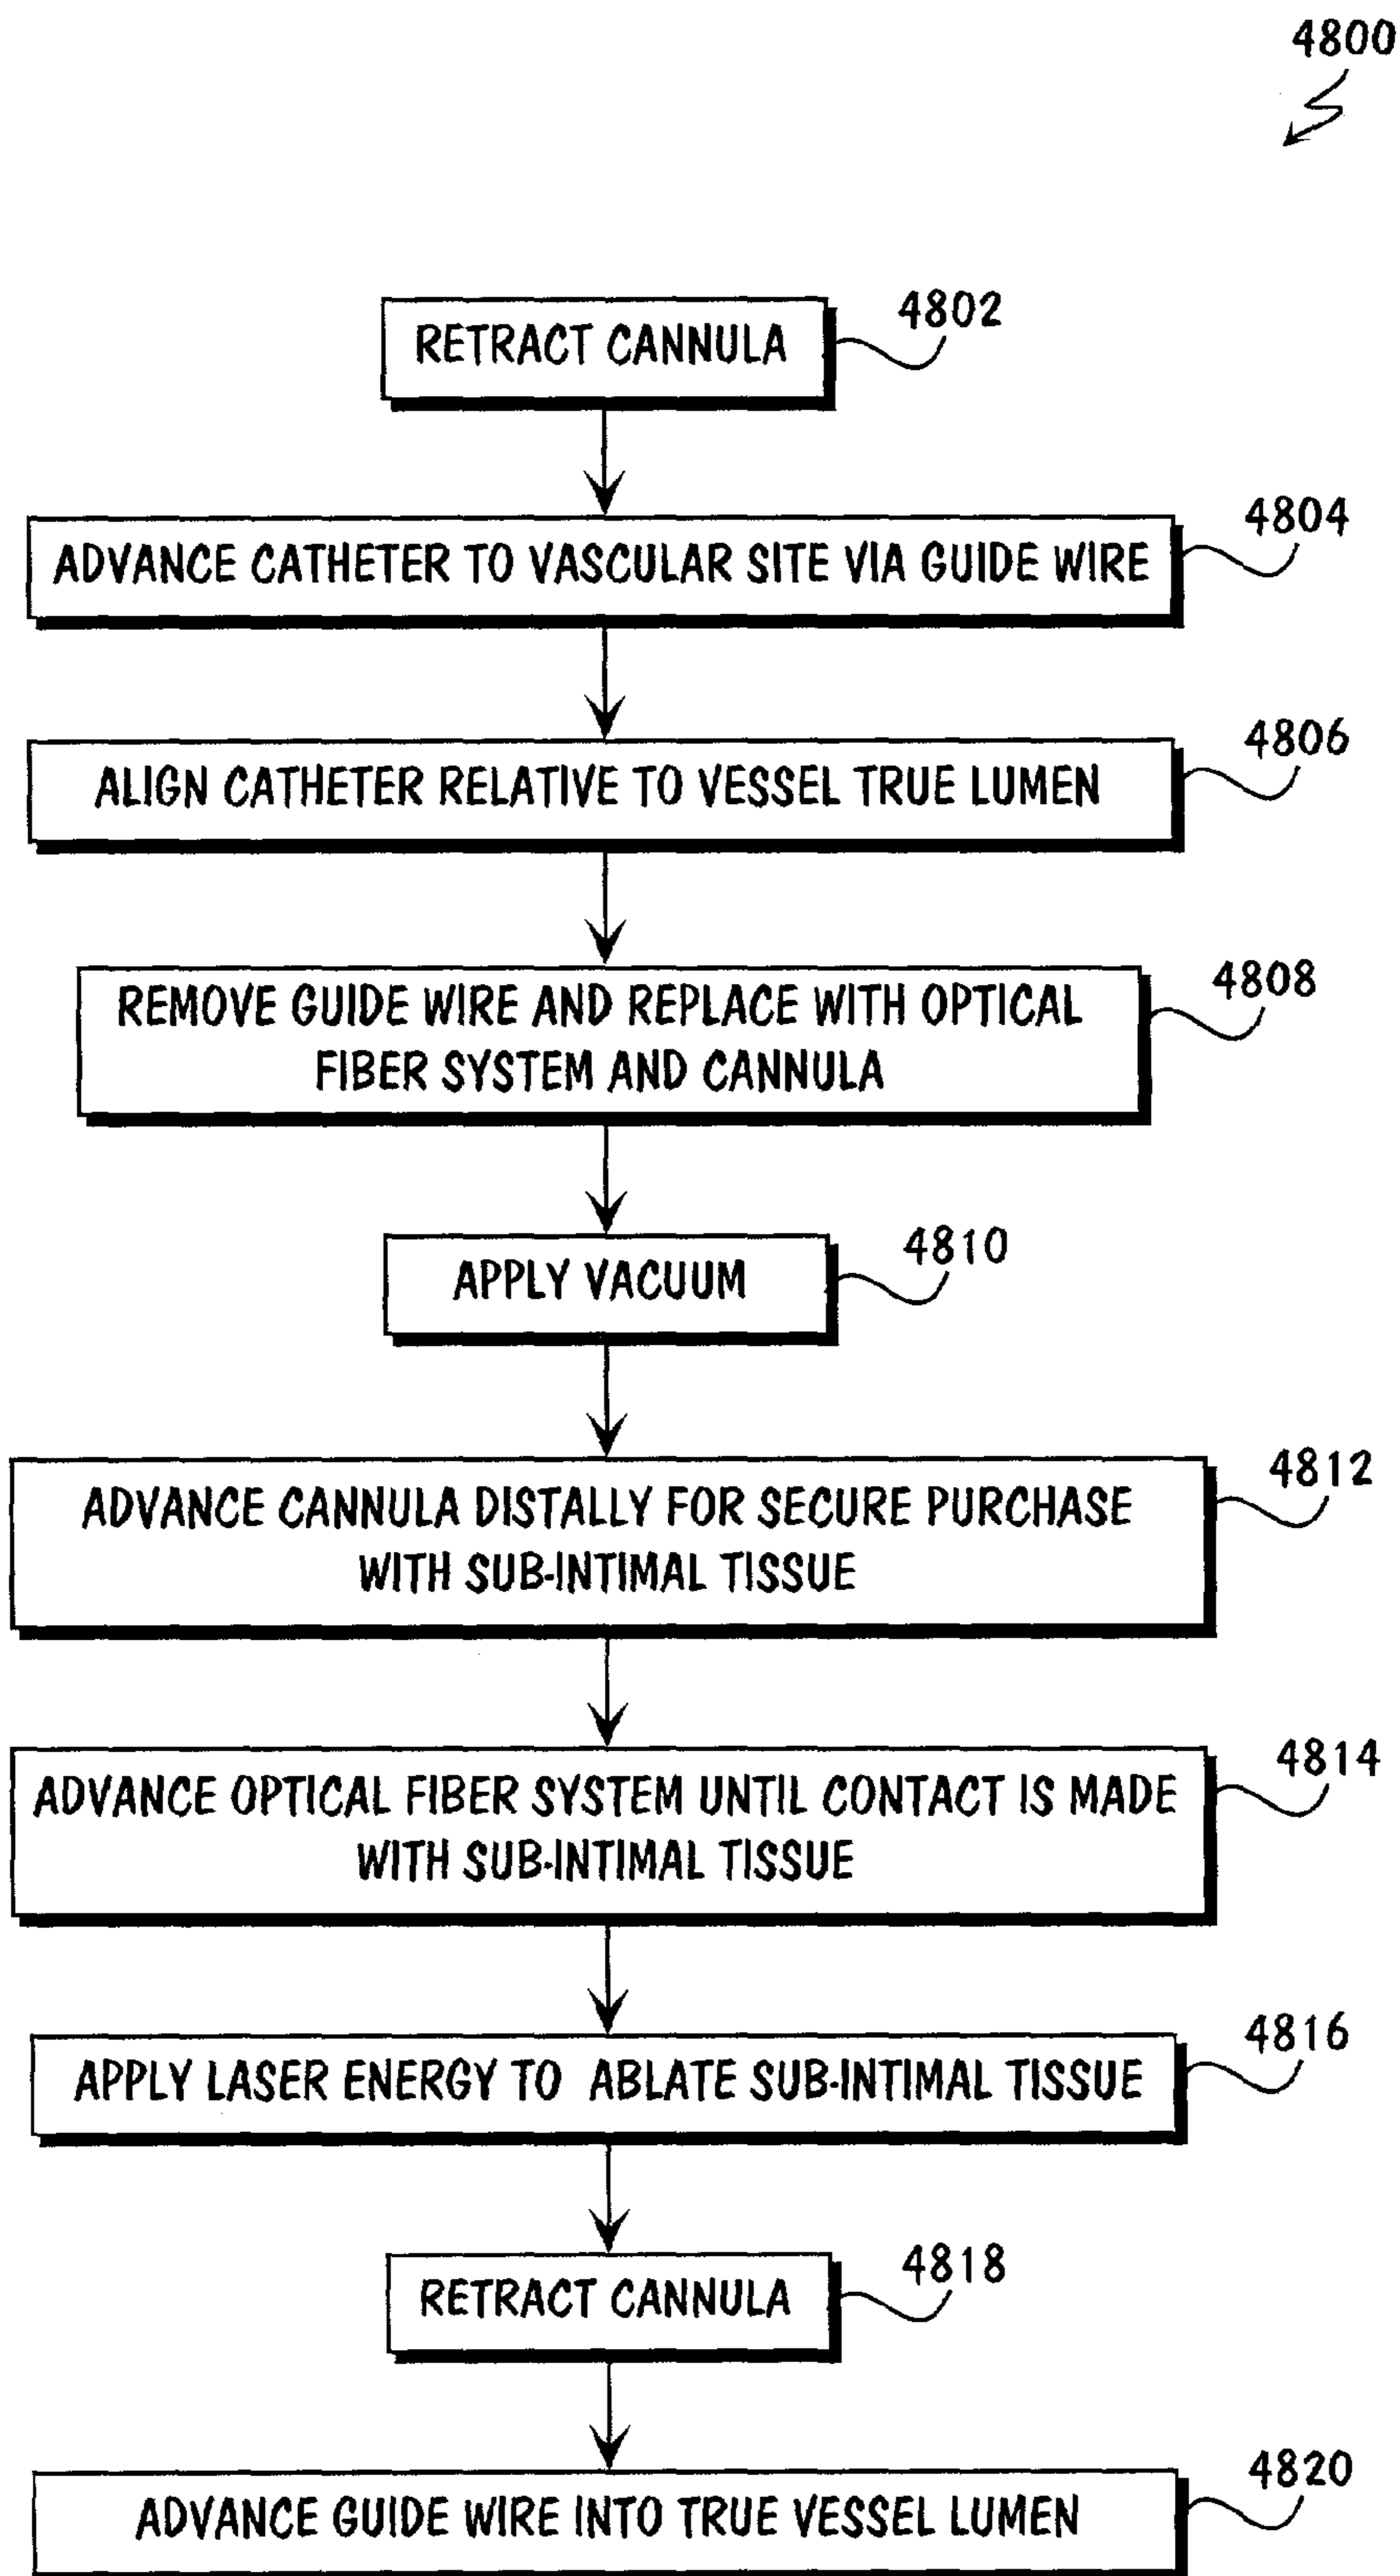 4800
RETRACT CANNULA
4802
ADVANCE CATHETER TO VASCULAR SITE VIA GUIDE WIRE
4804
ALIGN CATHETER RELATIVE TO VESSEL TRUE LUMEN
4806
REMOVE GUIDE WIRE AND REPLACE WITH OPTICAL
FIBER SYSTEM AND CANNULA
4808
APPLY VACUUM
4810
ADVANCE CANNULA DISTALLY FOR SECURE PURCHASE
WITH SUB-INTIMAL TISSUE
4812
ADVANCE OPTICAL FIBER SYSTEM UNTIL CONTACT IS MADE
WITH SUB-INTIMAL TISSUE
4814
APPLY LASER ENERGY TO ABLATE SUB-INTIMAL TISSUE
4816
RETRACT CANNULA
4818
ADVANCE GUIDE WIRE INTO TRUE VESSEL LUMEN
4820